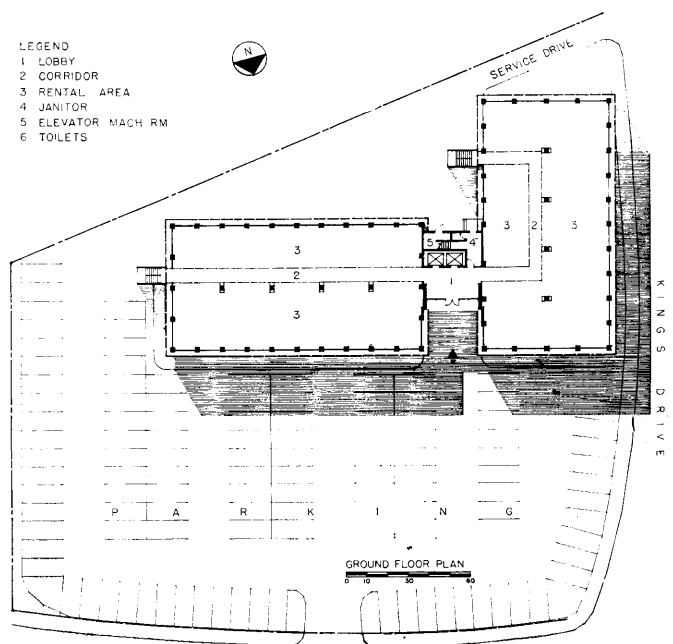 LEGEND
1 LOBBY
2 CORRIDOR
3 RENTAL AREA
4 JANITOR
5 ELEVATOR MACH RM
6 TOILETS
N
SERVICE DRIVE
3
2
3
3
5
4
2
1
3
KINGS DRIVE
PARKING
GROUND FLOOR PLAN
0 10 30 60